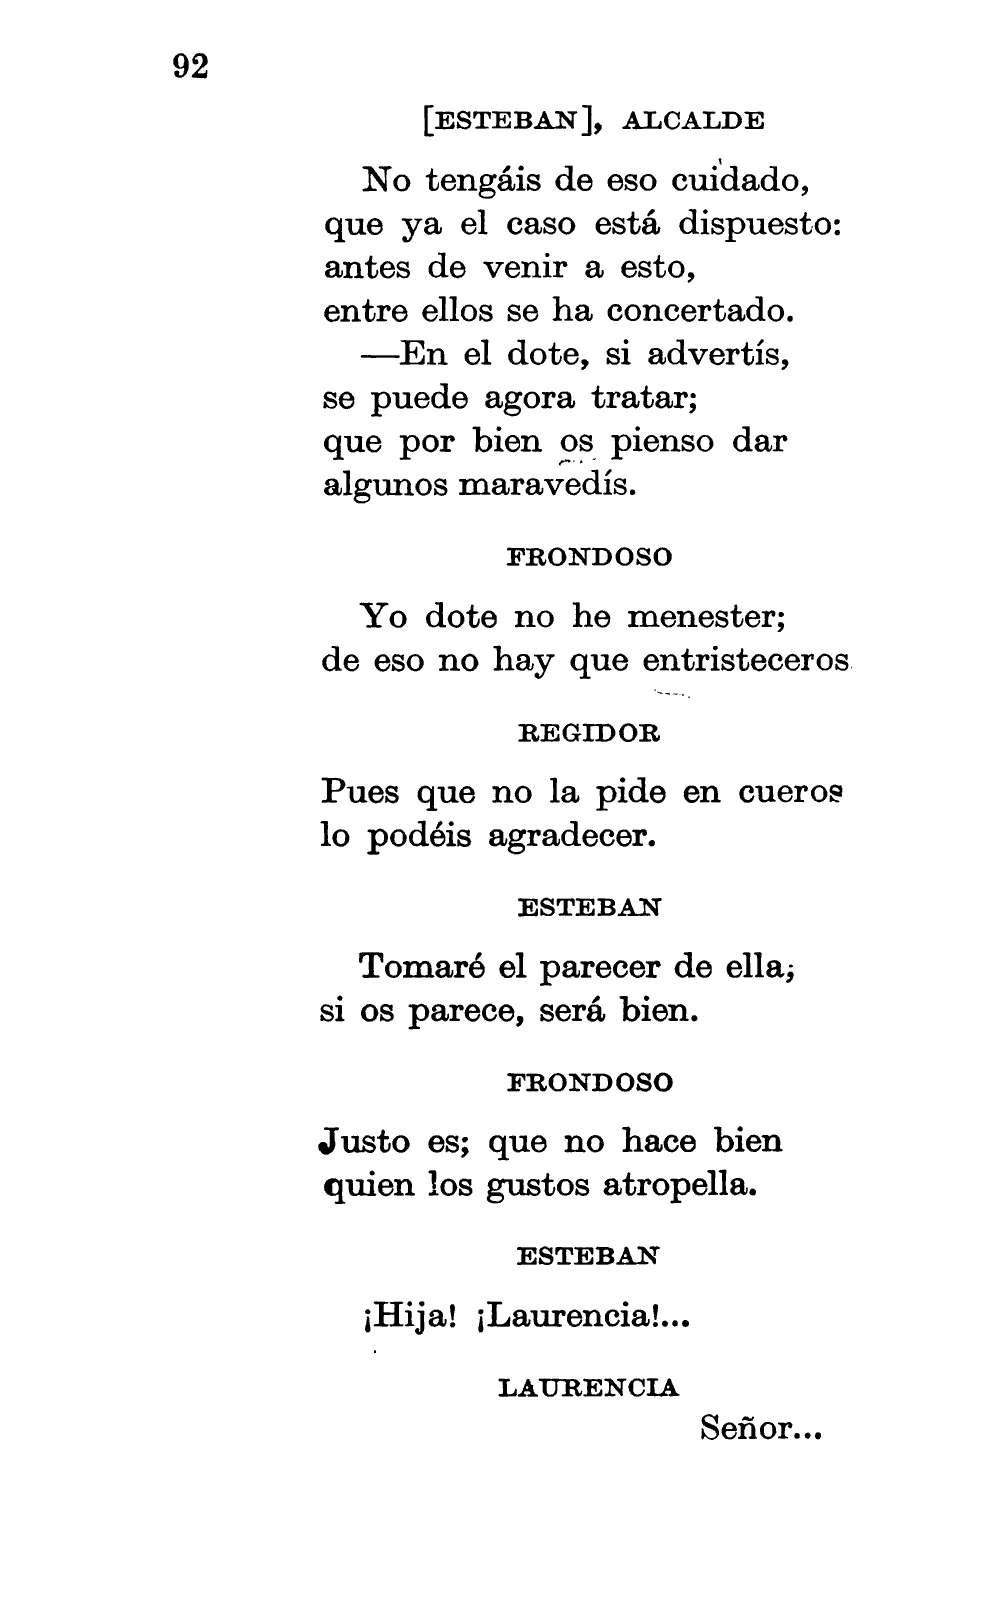 92
[ESTEBAN], ALCALDE
No tengáis de eso cuidado,
que ya el caso está dispuesto:
antes de venir a esto,
entre ellos se ha concertado.
—En el dote, si advertís,
se puede agora tratar;
que por bien os pienso dar
algunos maravedís.
FRONDOSO
Yo dote no he menester;
de eso no hay que entristeceros.
REGIDOR
Pues que no la pide en cueros
lo podéis agradecer.
ESTEBAN
Tomaré el parecer de ella;
si os parece, será bien.
FRONDOSO
Justo es; que no hace bien
quien los gustos atropella.
ESTEBAN
¡Hija! ¡Laurencia!...
LAURENCIA
Señor...